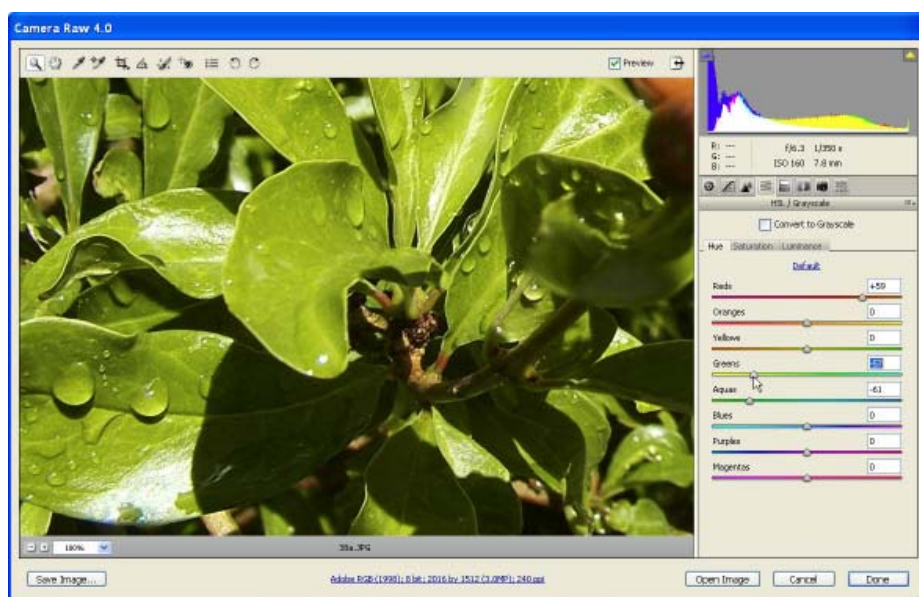 Camera Raw 4.0
Preview
R: ---
G: ---
B: ---
f/6.3 1/350 s
ISO 160 7.8 mm
HSL / Grayscale
Convert to Grayscale
Hue Saturation Luminance
Default
Reds +59
Oranges 0
Yellows 0
Greens
Aquas -61
Blues 0
Purples 0
Magentas 0
100%
Save Image...
Adobe RGB (1998); 8 bit; 2016 by 1512 (3.0MP); 240 ppi
Open Image Cancel Done